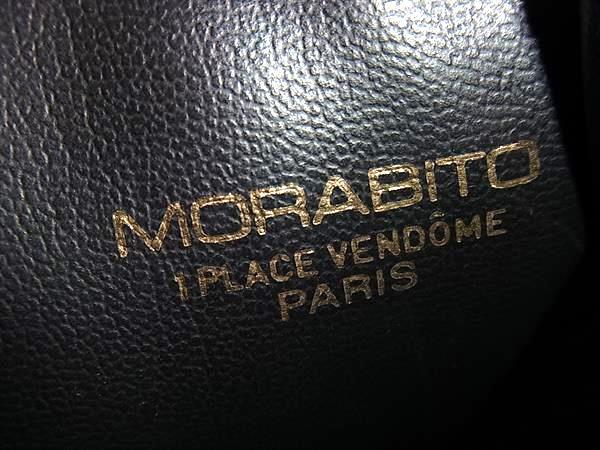 MORABiTO
1 PLACE VENDÔME
PARIS